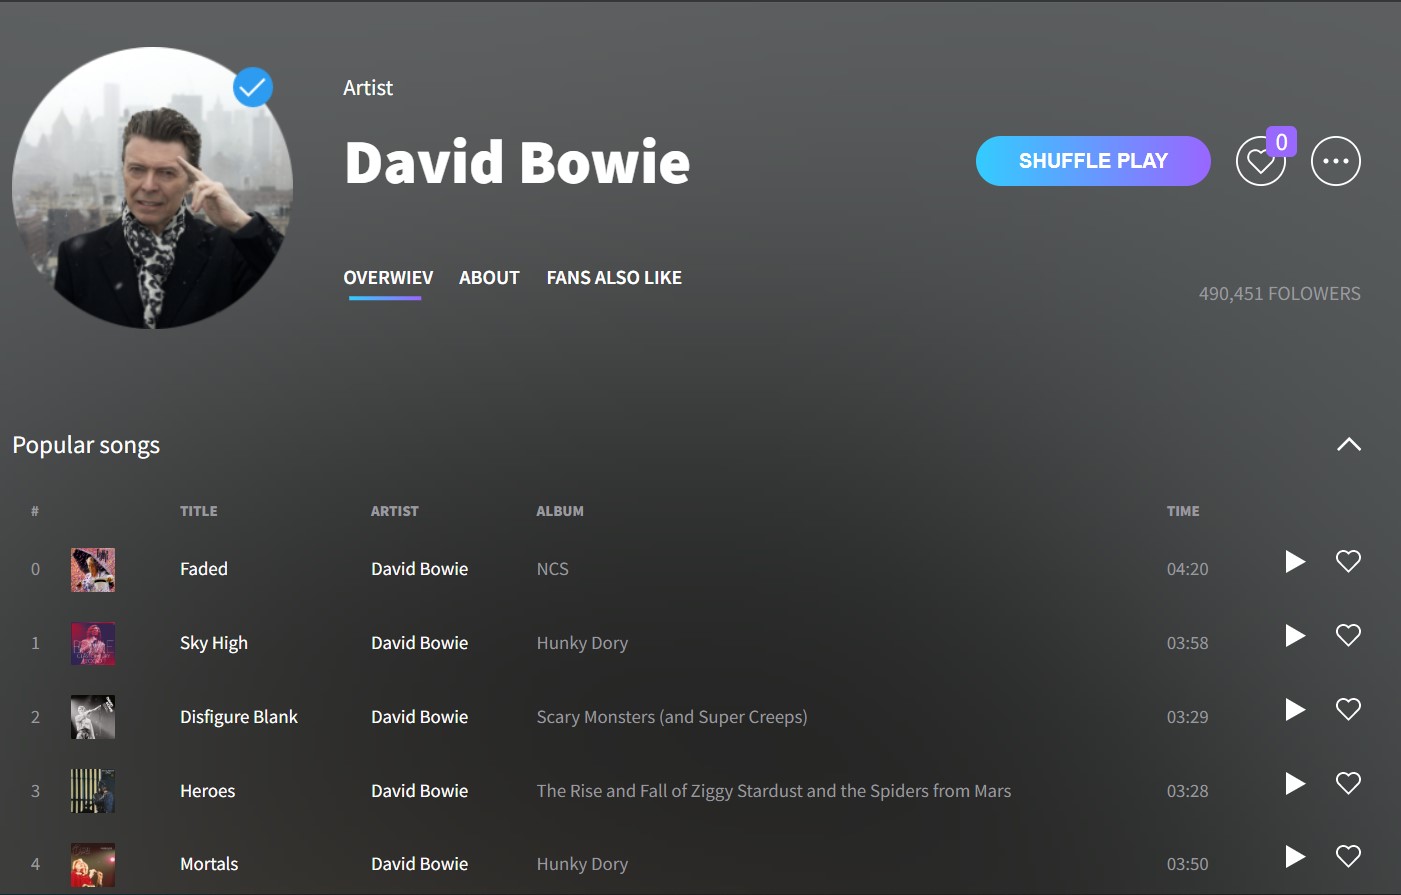 Artist
David Bowie
SHUFFLE PLAY
0
OVERWIEV ABOUT FANS ALSO LIKE
490,451 FOLOWERS
Popular songs
# TITLE ARTIST ALBUM TIME
0 Faded David Bowie NCS 04:20
1 Sky High David Bowie Hunky Dory 03:58
2 Disfigure Blank David Bowie Scary Monsters (and Super Creeps) 03:29
3 Heroes David Bowie The Rise and Fall of Ziggy Stardust and the Spiders from Mars 03:28
4 Mortals David Bowie Hunky Dory 03:50